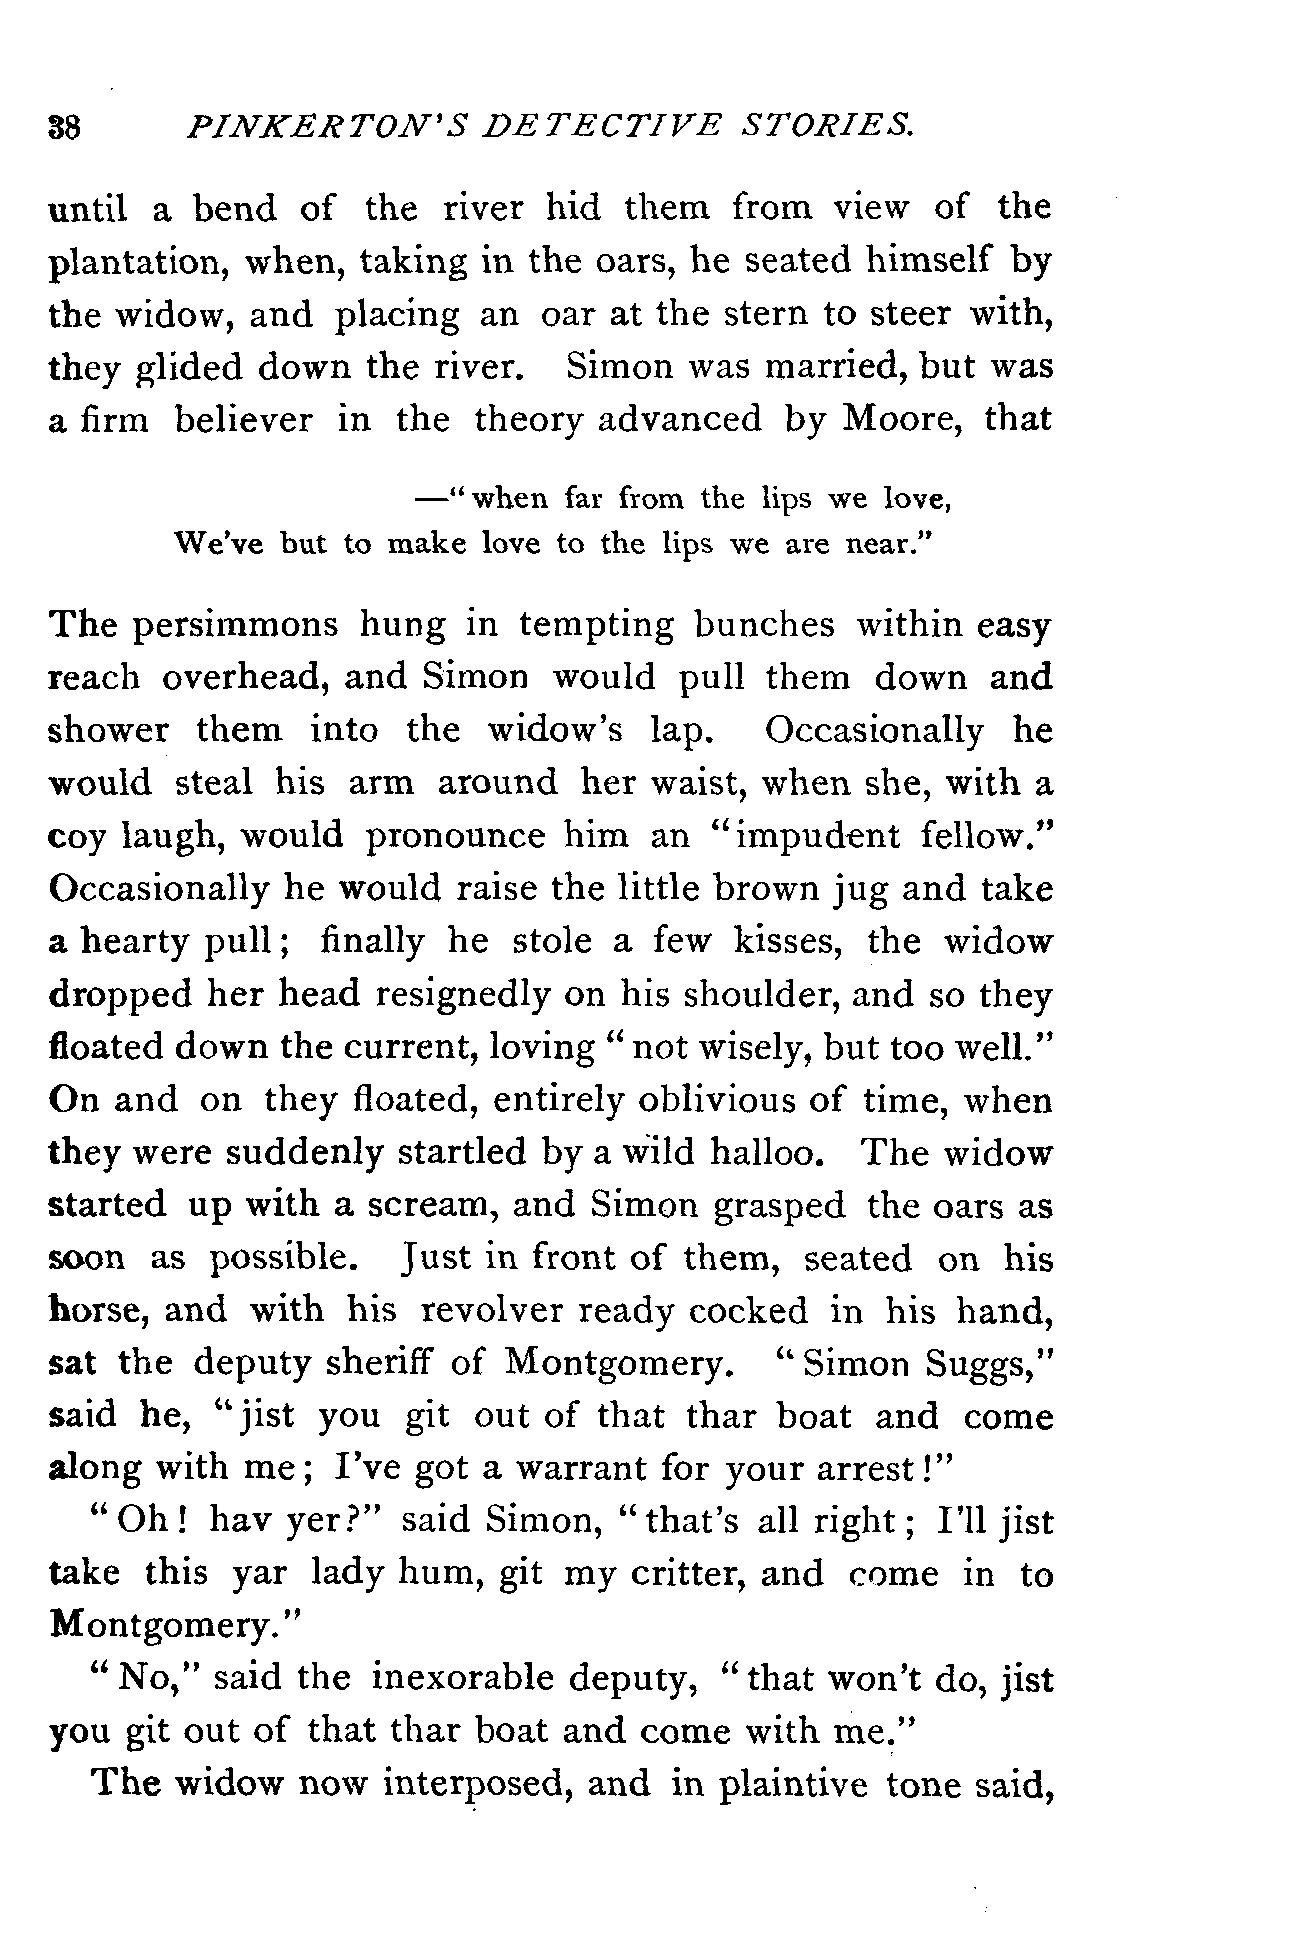 38 PINKERTON'S DETECTIVE STORIES.
until a bend of the river hid them from view of the
plantation, when, taking in the oars, he seated himself by
the widow, and placing an oar at the stern to steer with,
they glided down the river. Simon was married, but was
a firm believer in the theory advanced by Moore, that
—"when far from the lips we love,
We've but to make love to the lips we are near."
The persimmons hung in tempting bunches within easy
reach overhead, and Simon would pull them down and
shower them into the widow's lap. Occasionally he
would steal his arm around her waist, when she, with a
coy laugh, would pronounce him an "impudent fellow."
Occasionally he would raise the little brown jug and take
a hearty pull; finally he stole a few kisses, the widow
dropped her head resignedly on his shoulder, and so they
floated down the current, loving "not wisely, but too well."
On and on they floated, entirely oblivious of time, when
they were suddenly startled by a wild halloo. The widow
started up with a scream, and Simon grasped the oars as
soon as possible. Just in front of them, seated on his
horse, and with his revolver ready cocked in his hand,
sat the deputy sheriff of Montgomery. "Simon Suggs,"
said he, "jist you git out of that thar boat and come
along with me; I've got a warrant for your arrest!"
"Oh! hav yer?" said Simon, "that's all right; I'll jist
take this yar lady hum, git my critter, and come in to
Montgomery."
"No," said the inexorable deputy, "that won't do, jist
you git out of that thar boat and come with me."
The widow now interposed, and in plaintive tone said,